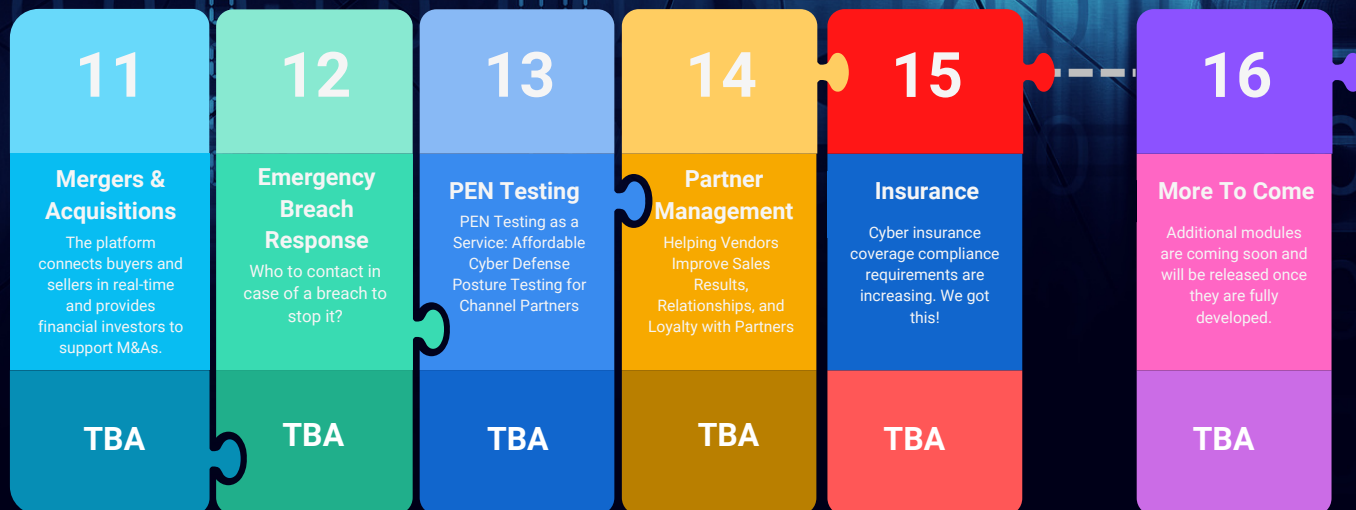 11
Mergers &
Acquisitions
The platform
connects buyers and
sellers in real-time
and provides
financial investors to
support M&As.
TBA
12
Emergency
Breach
Response
Who to contact in
case of a breach to
stop it?
TBA
13
PEN Testing
PEN Testing as a
Service: Affordable
Cyber Defense
Posture Testing for
Channel Partners
TBA
14
Partner
Management
Helping Vendors
Improve Sales
Results,
Relationships, and
Loyalty with Partners
TBA
15
Insurance
Cyber insurance
coverage compliance
requirements are
increasing. We got
this!
TBA
16
More To Come
Additional modules
are coming soon and
will be released once
they are fully
developed.
TBA